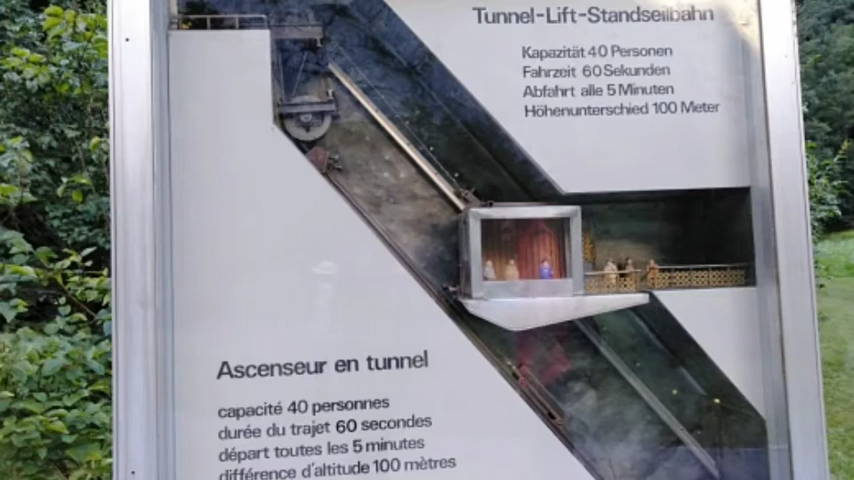 Tunnel-Lift-Standseilbahn
Kapazität 40 Personen
Fahrzeit 60 Sekunden
Abfahrt alle 5 Minuten
Höhenunterschied 100 Meter
Ascenseur en tunnel
capacité 40 personnes
durée du trajet 60 secondes
départ toutes les 5 minutes
différence d'altitude 100 mètres